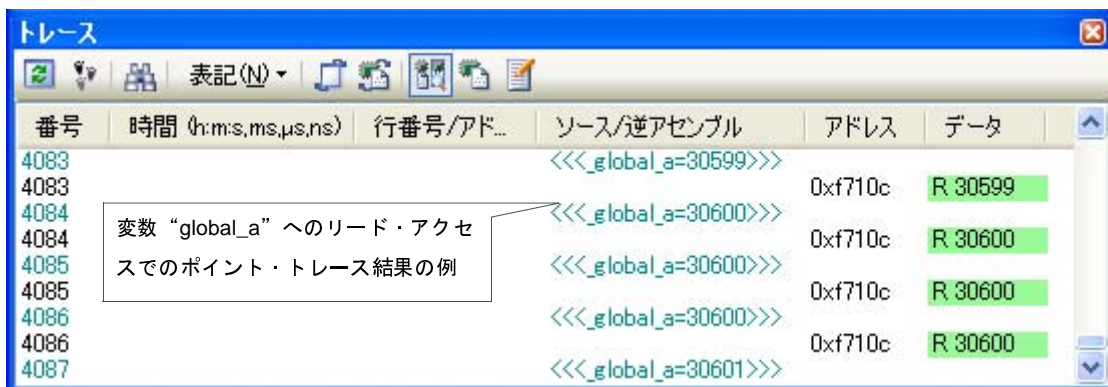 トレース
表記(N)
番号 時間 (h:m:s,ms,μs,ns) 行番号/アド... ソース/逆アセンブル アドレス データ
4083 <<<_global_a=30599>>>
4083 0xf710c R 30599
4084 <<<_global_a=30600>>>
4084 0xf710c R 30600
4085 <<<_global_a=30600>>>
4085 0xf710c R 30600
4086 <<<_global_a=30600>>>
4086 0xf710c R 30600
4087 <<<_global_a=30601>>>
変数“global_a”へのリード・アクセ
スでのポイント・トレース結果の例